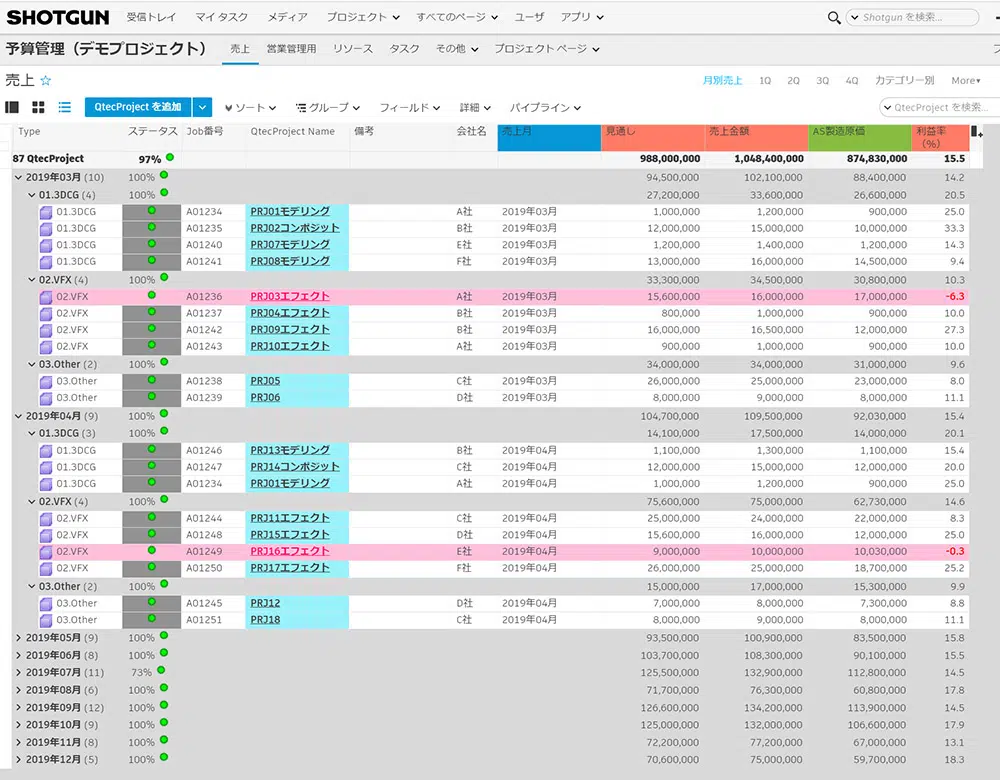 SHOTGUN 受信トレイ マイ タスク メディア プロジェクト すべてのページ ユーザ アプリ Shotgun を検索...
予算管理（デモプロジェクト） 売上 営業管理用 リソース タスク その他 プロジェクト ページ
売上 月別売上 1Q 2Q 3Q 4Q カテゴリー別 More
QtecProject を追加 ソート グループ フィールド 詳細 パイプライン QtecProject を検索...
Type ステータス Job番号 QtecProject Name 備考 会社名 売上月 見通し 売上金額 AS製造原価 利益率
（%）
87 QtecProject 97% 988,000,000 1,048,400,000 874,830,000 15.5
2019年03月 (10) 100% 94,500,000 102,100,000 88,400,000 14.2
01.3DCG (4) 100% 27,200,000 33,600,000 26,600,000 20.5
01.3DCG A01234 PRJ01モデリング A社 2019年03月 1,000,000 1,200,000 900,000 25.0
01.3DCG A01235 PRJ02コンポジット B社 2019年03月 12,000,000 15,000,000 10,000,000 33.3
01.3DCG A01240 PRJ07モデリング E社 2019年03月 1,200,000 1,400,000 1,200,000 14.3
01.3DCG A01241 PRJ08モデリング F社 2019年03月 13,000,000 16,000,000 14,500,000 9.4
02.VFX (4) 100% 33,300,000 34,500,000 30,800,000 10.3
02.VFX A01236 PRJ03エフェクト A社 2019年03月 15,600,000 16,000,000 17,000,000 -6.3
02.VFX A01237 PRJ04エフェクト B社 2019年03月 800,000 1,000,000 900,000 10.0
02.VFX A01242 PRJ09エフェクト B社 2019年03月 16,000,000 16,500,000 12,000,000 27.3
02.VFX A01243 PRJ10エフェクト A社 2019年03月 900,000 1,000,000 900,000 10.0
03.Other (2) 100% 34,000,000 34,000,000 31,000,000 9.6
03.Other A01238 PRJ05 C社 2019年03月 26,000,000 25,000,000 23,000,000 8.0
03.Other A01239 PRJ06 D社 2019年03月 8,000,000 9,000,000 8,000,000 11.1
2019年04月 (9) 100% 104,700,000 109,500,000 92,030,000 15.4
01.3DCG (3) 100% 14,100,000 17,500,000 14,000,000 20.1
01.3DCG A01246 PRJ13モデリング B社 2019年04月 1,100,000 1,300,000 1,100,000 15.4
01.3DCG A01247 PRJ14コンポジット C社 2019年04月 12,000,000 15,000,000 12,000,000 20.0
01.3DCG A01234 PRJ01モデリング A社 2019年04月 1,000,000 1,200,000 900,000 25.0
02.VFX (4) 100% 75,600,000 75,000,000 62,730,000 14.6
02.VFX A01244 PRJ11エフェクト C社 2019年04月 25,000,000 24,000,000 22,000,000 8.3
02.VFX A01248 PRJ15エフェクト D社 2019年04月 15,600,000 16,000,000 12,000,000 25.0
02.VFX A01249 PRJ16エフェクト E社 2019年04月 9,000,000 10,000,000 10,030,000 -0.3
02.VFX A01250 PRJ17エフェクト F社 2019年04月 26,000,000 25,000,000 18,700,000 25.2
03.Other (2) 100% 15,000,000 17,000,000 15,300,000 9.9
03.Other A01245 PRJ12 D社 2019年04月 7,000,000 8,000,000 7,300,000 8.8
03.Other A01251 PRJ18 C社 2019年04月 8,000,000 9,000,000 8,000,000 11.1
2019年05月 (9) 100% 93,500,000 100,900,000 83,500,000 15.8
2019年06月 (8) 100% 103,700,000 108,300,000 90,100,000 15.5
2019年07月 (11) 73% 125,500,000 132,900,000 112,800,000 14.5
2019年08月 (6) 100% 71,700,000 76,300,000 60,800,000 17.8
2019年09月 (12) 100% 126,600,000 134,200,000 113,900,000 14.5
2019年10月 (9) 100% 125,000,000 132,000,000 106,600,000 17.9
2019年11月 (8) 100% 72,200,000 77,200,000 67,000,000 13.1
2019年12月 (5) 100% 70,600,000 75,000,000 59,700,000 18.3